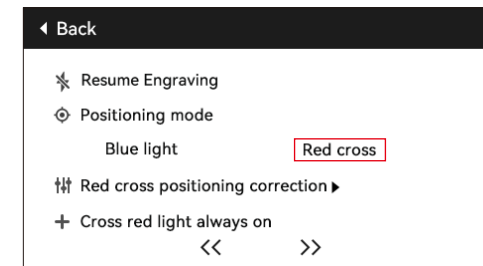 Back
Resume Engraving
Positioning mode
Blue light Red cross
Red cross positioning correction
Cross red light always on
<< >>